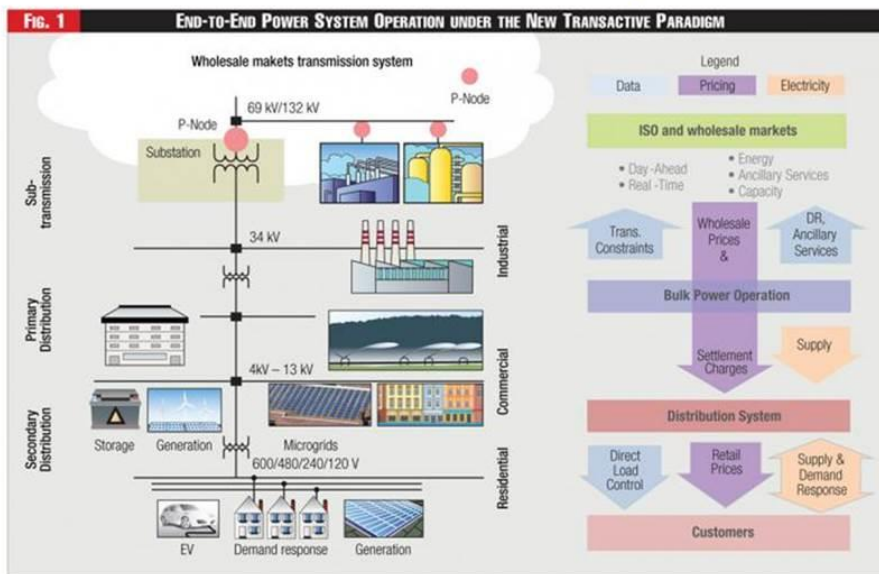 FIG. 1
END-TO-END POWER SYSTEM OPERATION UNDER THE NEW TRANSACTIVE PARADIGM
Wholesale makets transmission system
P-Node
69 kV/132 kV
P-Node
Substation
Sub-
transmission
34 kV
Industrial
Primary
Distribution
4kV – 13 kV
Commercial
Secondary
Distribution
Storage
Generation
Microgrids
600/480/240/120 V
Residential
EV
Demand response
Generation
Legend
Data
Pricing
Electricity
ISO and wholesale markets
• Day -Ahead
• Real -Time
• Energy
• Ancillary Services
• Capacity
Trans.
Constraints
Wholesale
Prices
&
DR,
Ancillary
Services
Bulk Power Operation
Settlement
Charges
Supply
Distribution System
Direct
Load
Control
Retail
Prices
Supply &
Demand
Response
Customers